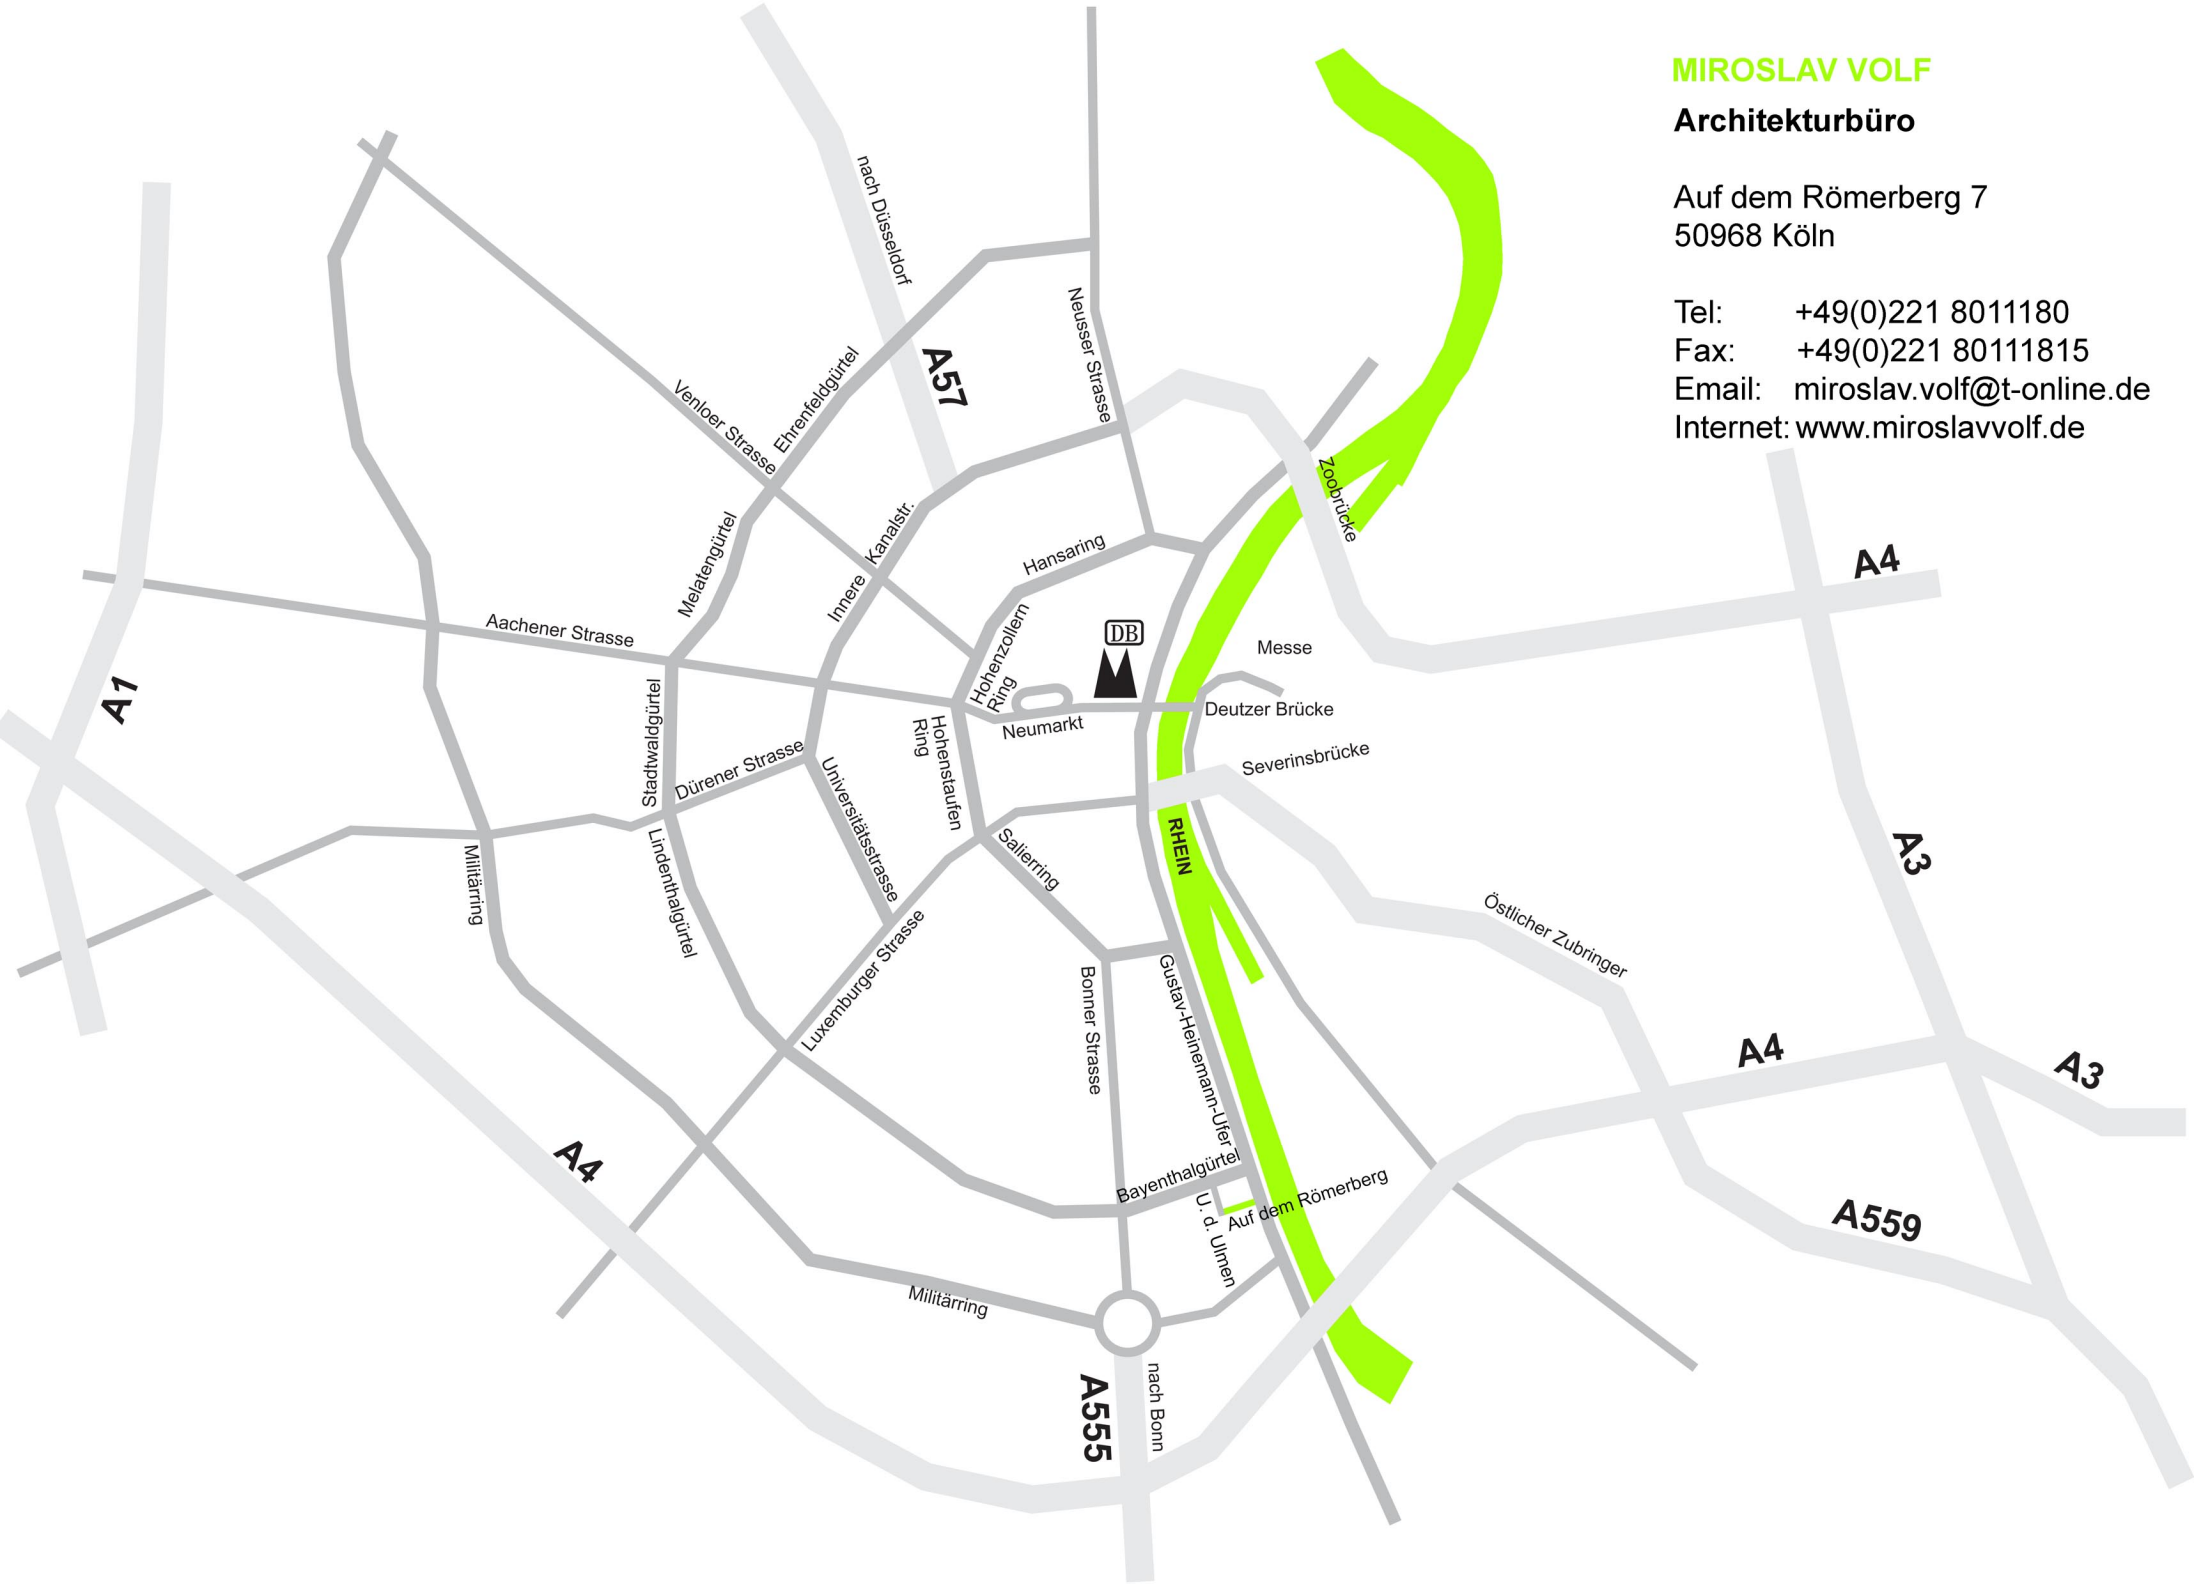 MIROSLAV VOLF
Architekturbüro
Auf dem Römerberg 7
50968 Köln
Tel: +49(0)221 8011180
Fax: +49(0)221 80111815
Email: miroslav.volf@t-online.de
Internet: www.miroslavvolf.de
nach Düsseldorf
A57
Neusser Strasse
Ehrenfeldgürtel
Venloer Strasse
Zoobrücke
Melatengürtel
Innere Kanalstr.
Hansaring
A4
Aachener Strasse
Hohenzollern
Ring
DB
Messe
A1
Stadtwaldgürtel
Neumarkt
Deutzer Brücke
Hohenstaufen
Ring
Severinsbrücke
Dürener Strasse
Universitätsstrasse
RHEIN
A3
Militärring
Lindenthalgürtel
Salierring
Luxemburger Strasse
Östlicher Zubringer
Bonner Strasse
Gustav-Heinemann-Ufer
A4
A3
A4
Bayenthalgürtel
U. d. Ulmen
Auf dem Römerberg
A559
Militärring
A555
nach Bonn